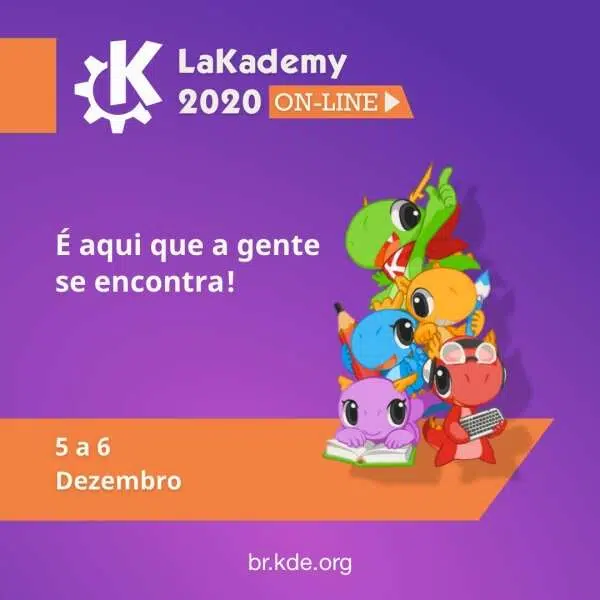 LaKademy
2020 ON-LINE
É aqui que a gente
se encontra!
5 a 6
Dezembro
br.kde.org